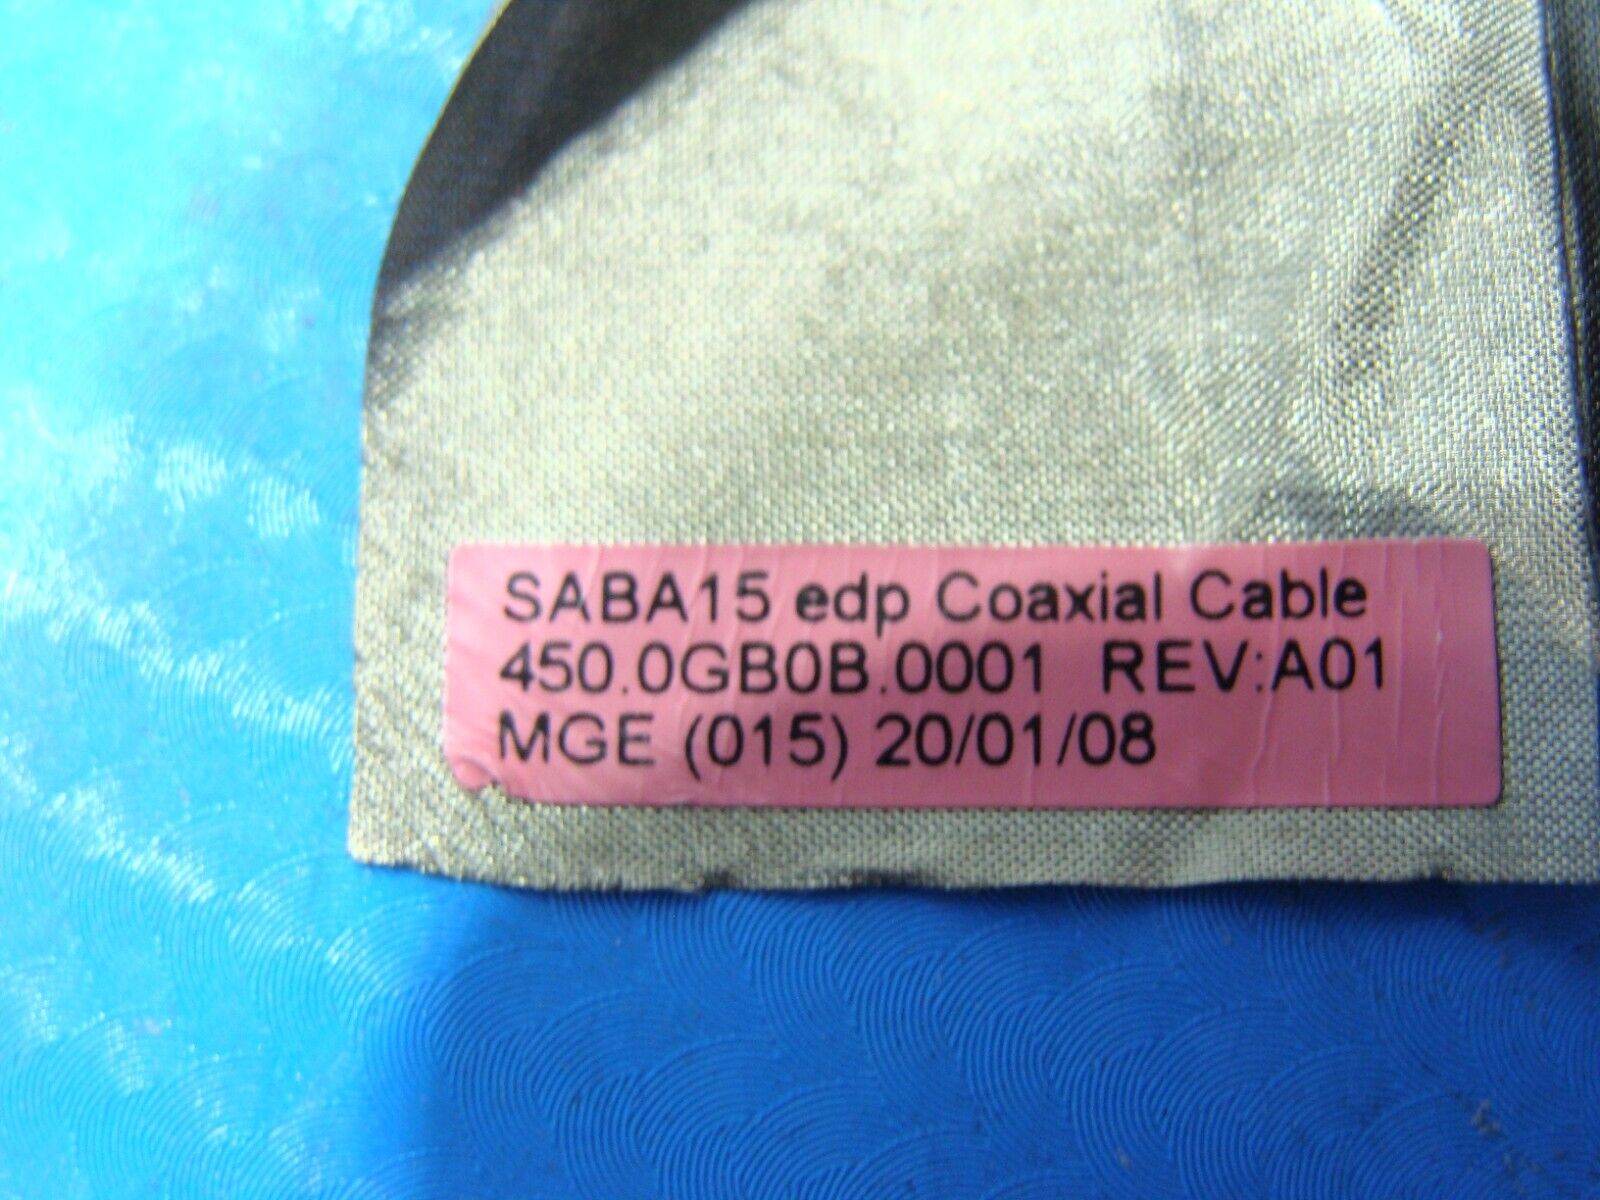 SABA15 edp Coaxial Cable
450.0GB0B.0001 REV:A01
MGE (015) 20/01/08